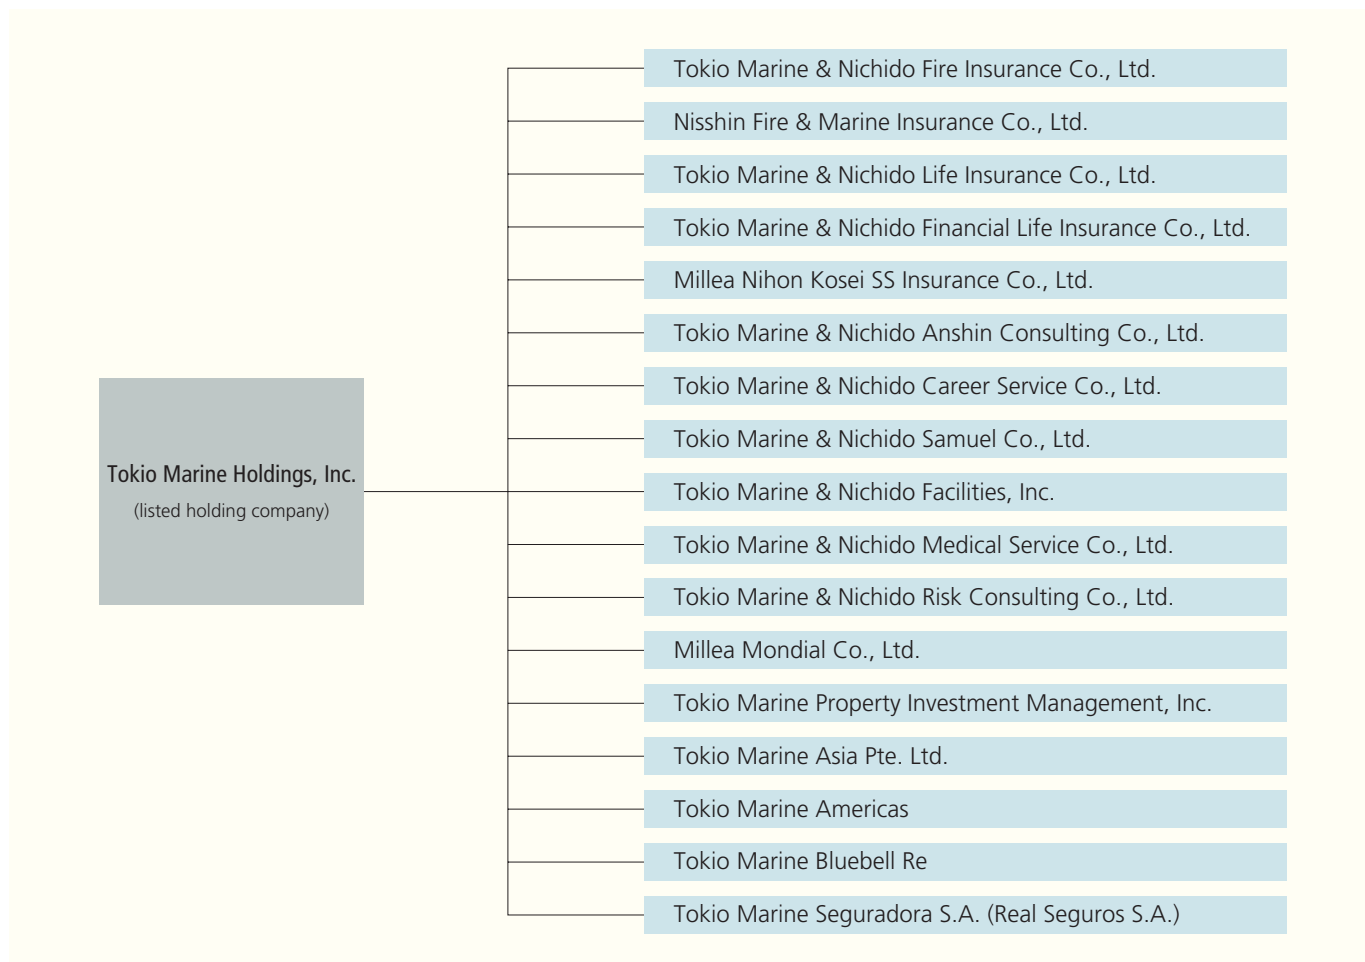 Tokio Marine Holdings, Inc.
(listed holding company)
Tokio Marine & Nichido Fire Insurance Co., Ltd.
Nisshin Fire & Marine Insurance Co., Ltd.
Tokio Marine & Nichido Life Insurance Co., Ltd.
Tokio Marine & Nichido Financial Life Insurance Co., Ltd.
Millea Nihon Kosei SS Insurance Co., Ltd.
Tokio Marine & Nichido Anshin Consulting Co., Ltd.
Tokio Marine & Nichido Career Service Co., Ltd.
Tokio Marine & Nichido Samuel Co., Ltd.
Tokio Marine & Nichido Facilities, Inc.
Tokio Marine & Nichido Medical Service Co., Ltd.
Tokio Marine & Nichido Risk Consulting Co., Ltd.
Millea Mondial Co., Ltd.
Tokio Marine Property Investment Management, Inc.
Tokio Marine Asia Pte. Ltd.
Tokio Marine Americas
Tokio Marine Bluebell Re
Tokio Marine Seguradora S.A. (Real Seguros S.A.)